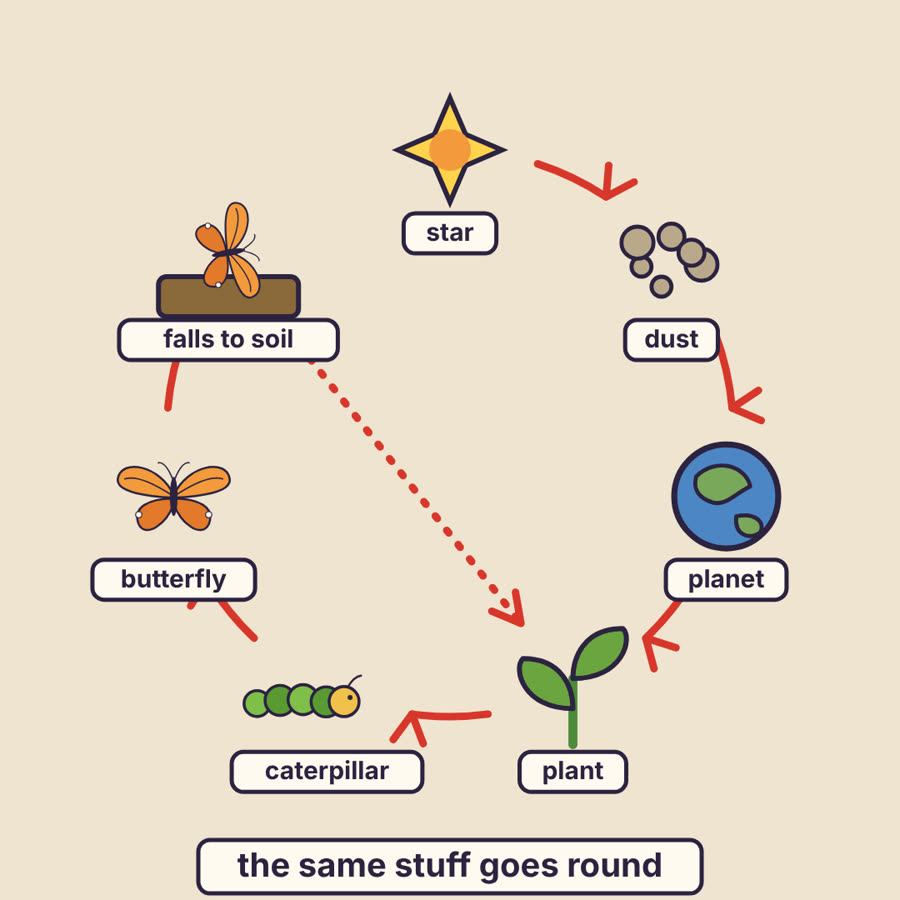 star
falls to soil
dust
butterfly
planet
caterpillar
plant
the same stuff goes round